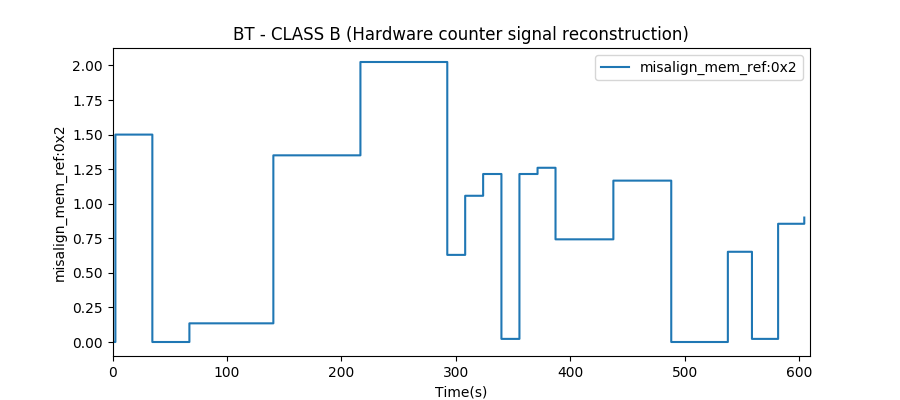 BT - CLASS B (Hardware counter signal reconstruction)
misalign_mem_ref:0x2
misalign_mem_ref:0x2
2.00
1.75
1.50
1.25
1.00
0.75
0.50
0.25
0.00
0 100 200 300 400 500 600
Time(s)